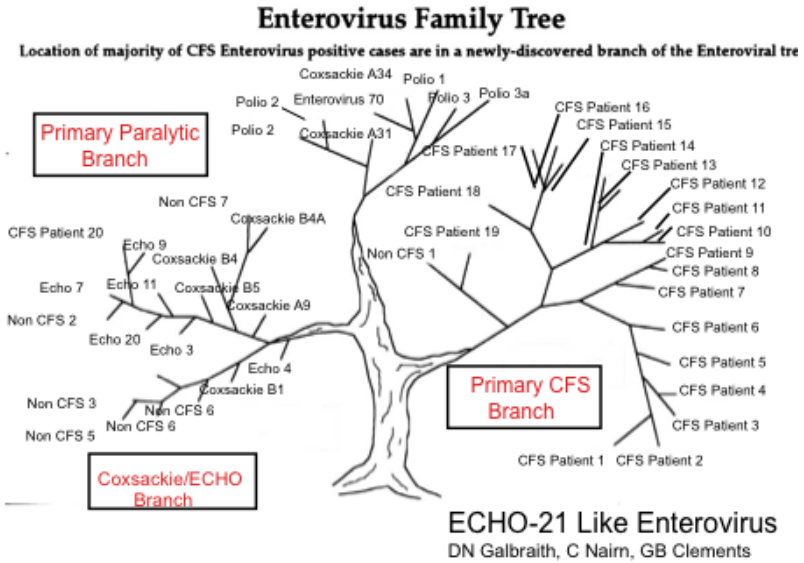 Enterovirus Family Tree
Location of majority of CFS Enterovirus positive cases are in a newly-discovered branch of the Enteroviral tre
Coxsackie A34
Polio 1
Polio 2
Enterovirus 70
Polio 3
Polio 3a
Polio 2
Coxsackie A31
Primary Paralytic
Branch
CFS Patient 16
CFS Patient 15
CFS Patient 17
CFS Patient 14
CFS Patient 13
CFS Patient 18
CFS Patient 12
Non CFS 7
Coxsackie B4A
CFS Patient 11
CFS Patient 20
CFS Patient 19
CFS Patient 10
Echo 9
Non CFS 1
CFS Patient 9
Coxsackie B4
CFS Patient 8
Echo 7
Echo 11
Coxsackie B5
CFS Patient 7
Coxsackie A9
Non CFS 2
CFS Patient 6
Echo 20
Echo 3
CFS Patient 5
Echo 4
Coxsackie B1
Primary CFS
Branch
CFS Patient 4
Non CFS 3
Non CFS 6
Non CFS 6
CFS Patient 3
Non CFS 5
CFS Patient 1
CFS Patient 2
Coxsackie/ECHO
Branch
ECHO-21 Like Enterovirus
DN Galbraith, C Nairn, GB Clements